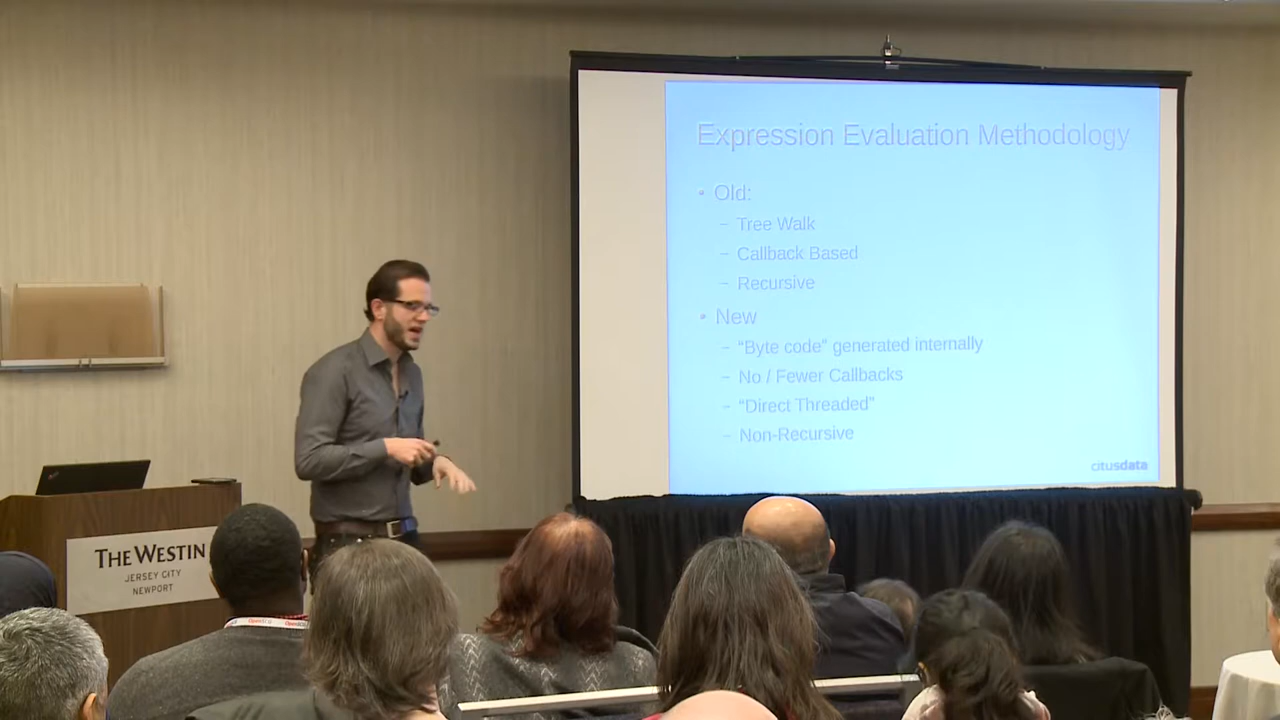 Expression Evaluation Methodology
• Old:
– Tree Walk
– Callback Based
– Recursive
• New
– “Byte code” generated internally
– No / Fewer Callbacks
– “Direct Threaded”
– Non-Recursive
citusdata
THE WESTIN
JERSEY CITY
NEWPORT